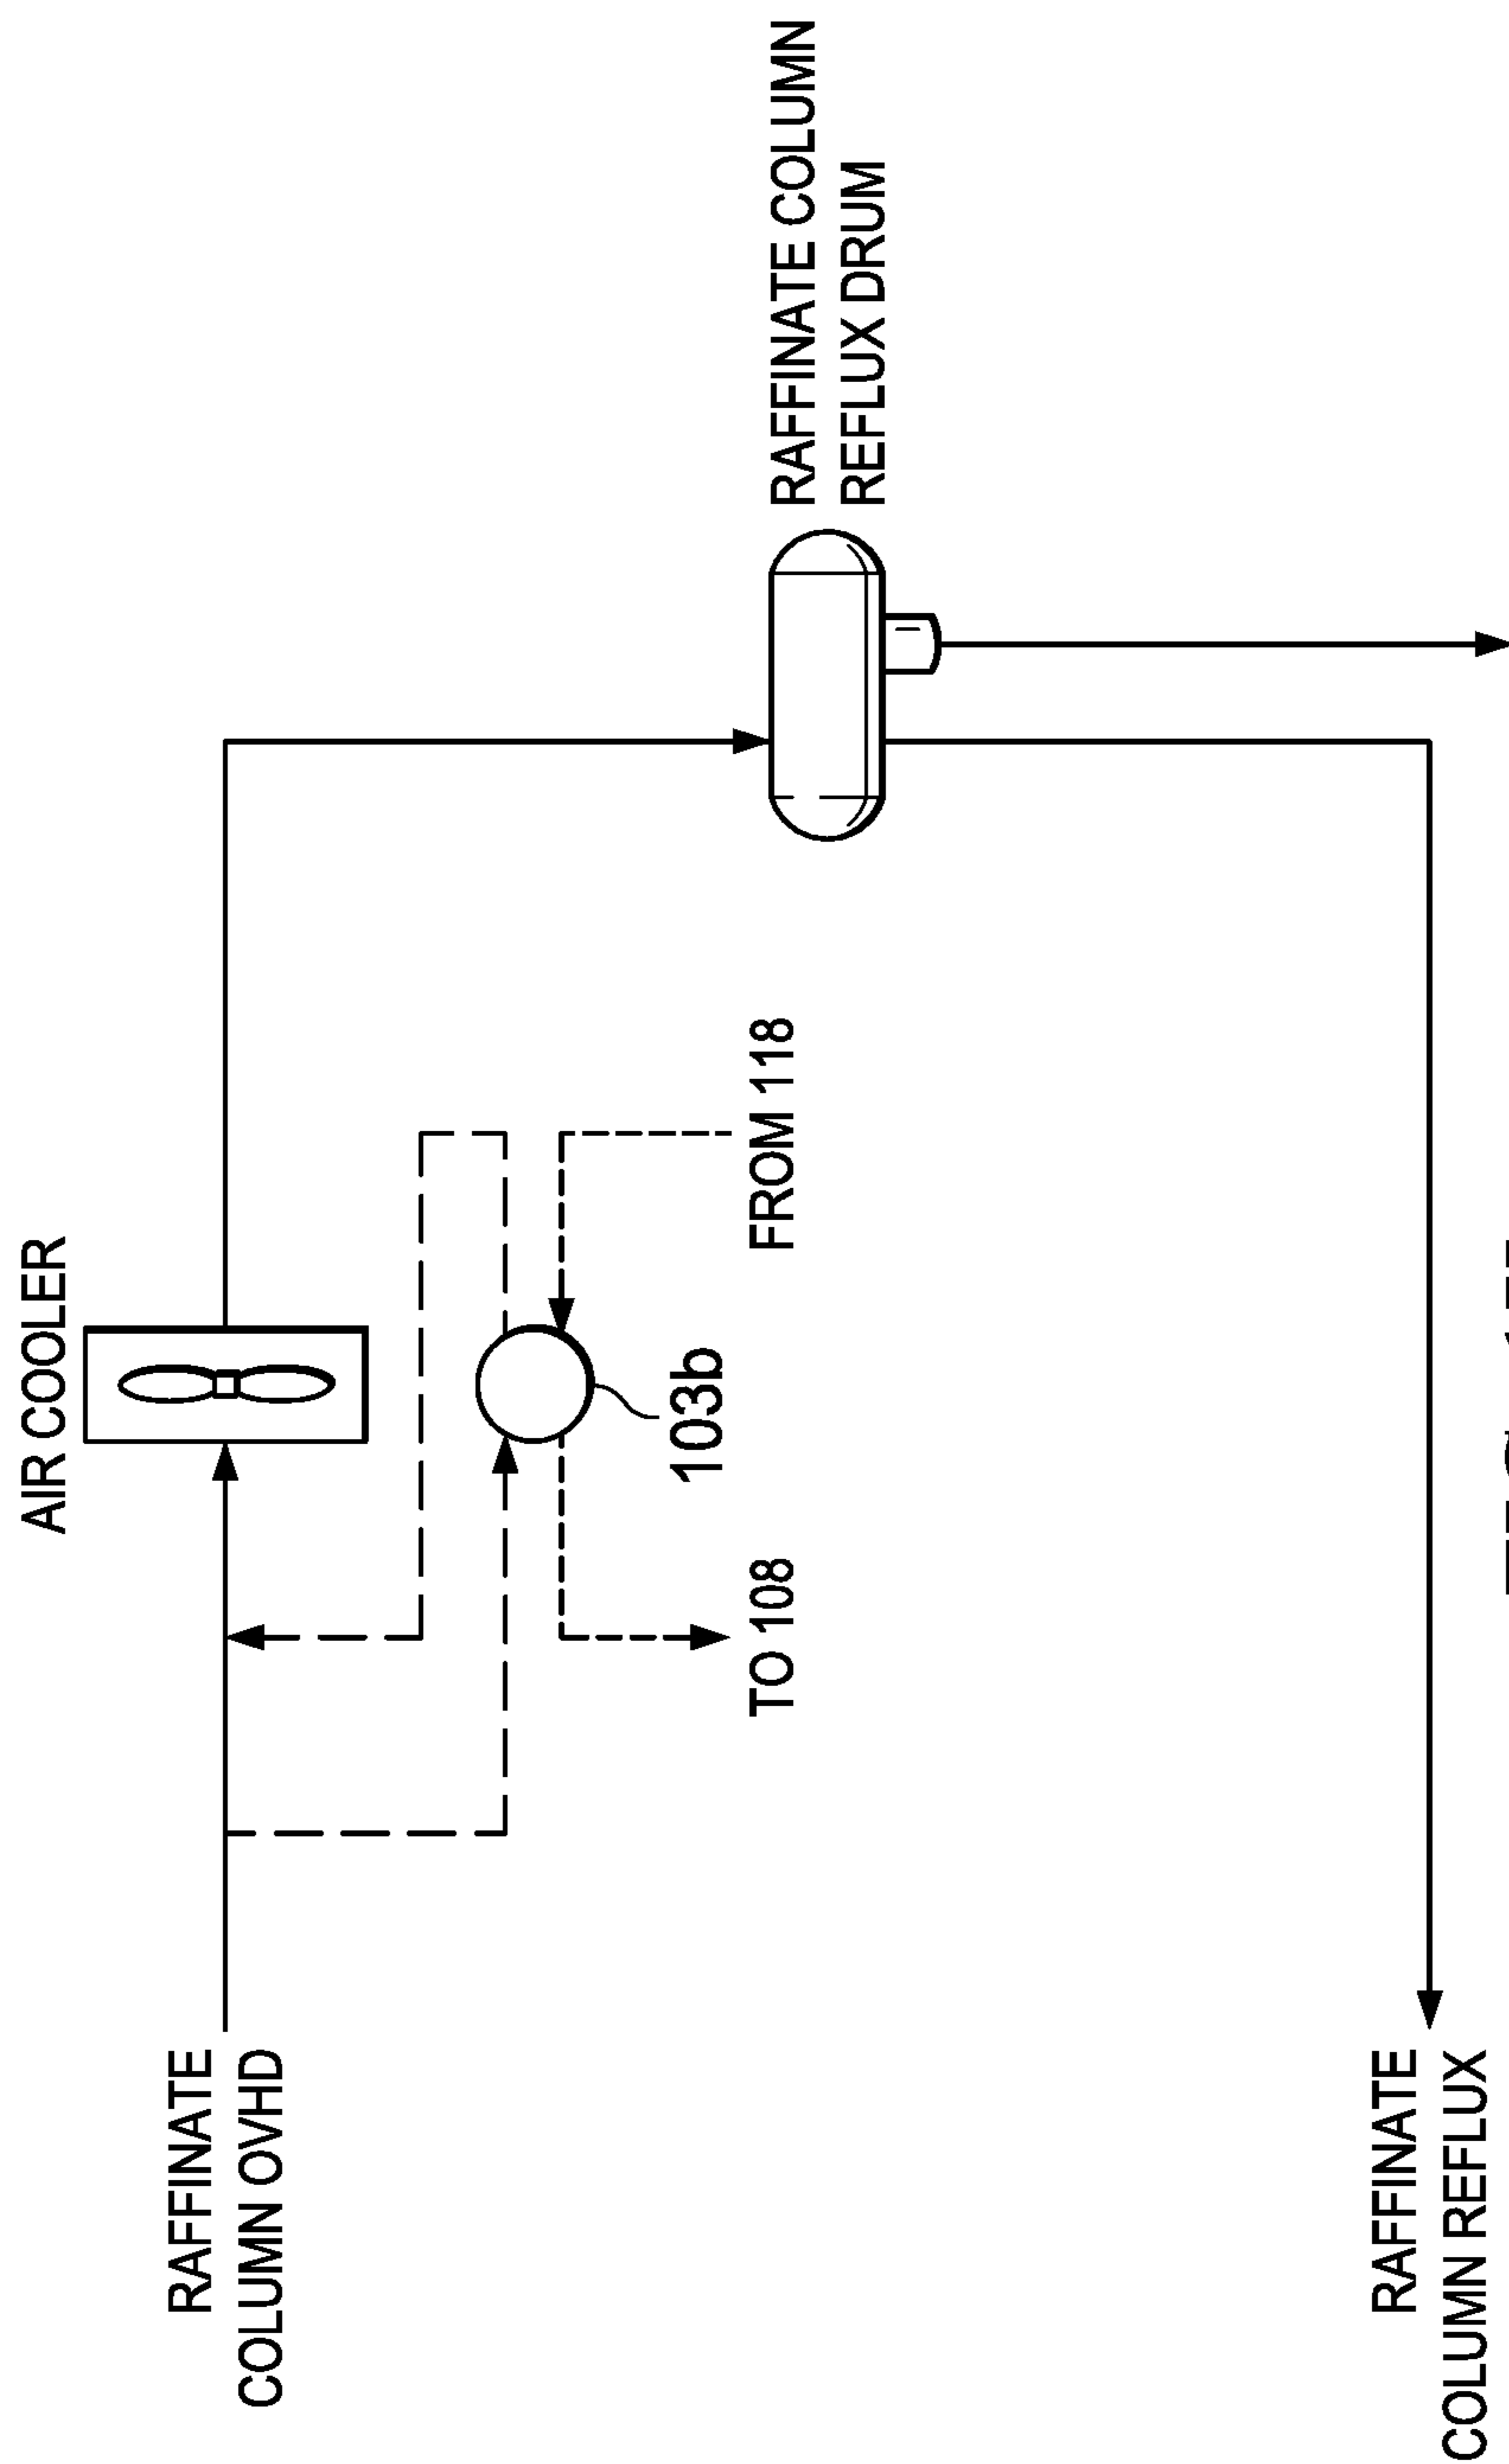 AIR COOLER
RAFFINATE
COLUMN OVHD
103b
TO 108
FROM 118
RAFFINATE COLUMN
REFLUX DRUM
RAFFINATE
COLUMN REFLUX